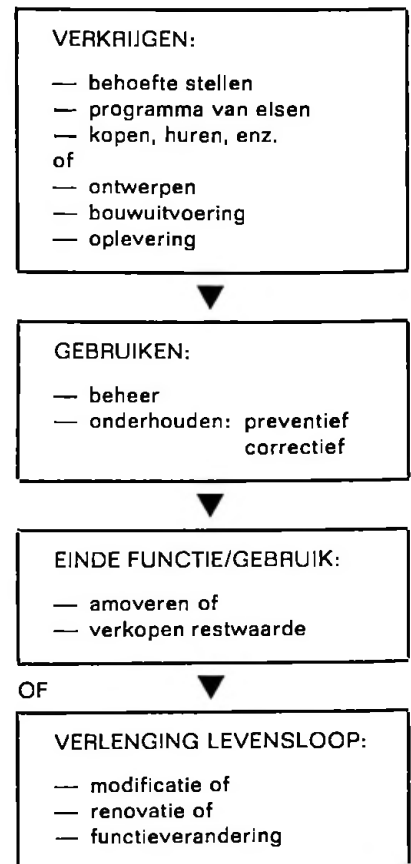 VERKRIJGEN:
— behoefte stellen
— programma van elsen
— kopen, huren, enz.
of
— ontwerpen
— bouwuitvoering
— oplevering
GEBRUIKEN:
— beheer
— onderhouden: preventief
correctief
EINDE FUNCTIE/GEBRUIK:
— amoveren of
— verkopen restwaarde
OF
VERLENGING LEVENSLOOP:
— modificatie of
— renovatie of
— functieverandering